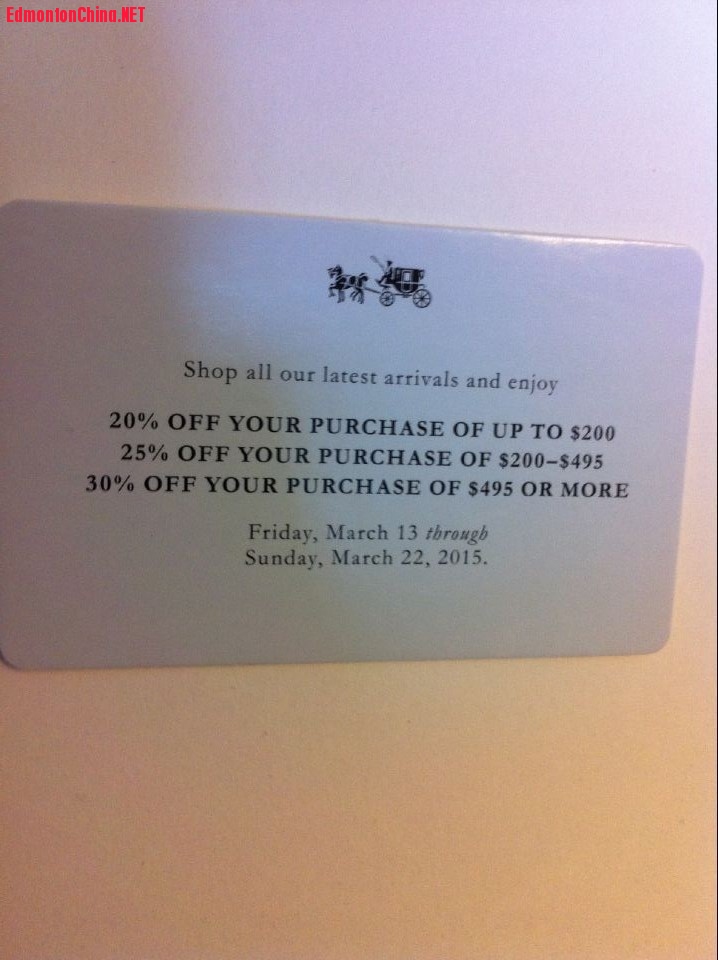 EdmontonChina.NET
Shop all our latest arrivals and enjoy
20% OFF YOUR PURCHASE OF UP TO $200
25% OFF YOUR PURCHASE OF $200–$495
30% OFF YOUR PURCHASE OF $495 OR MORE
Friday, March 13 through
Sunday, March 22, 2015.